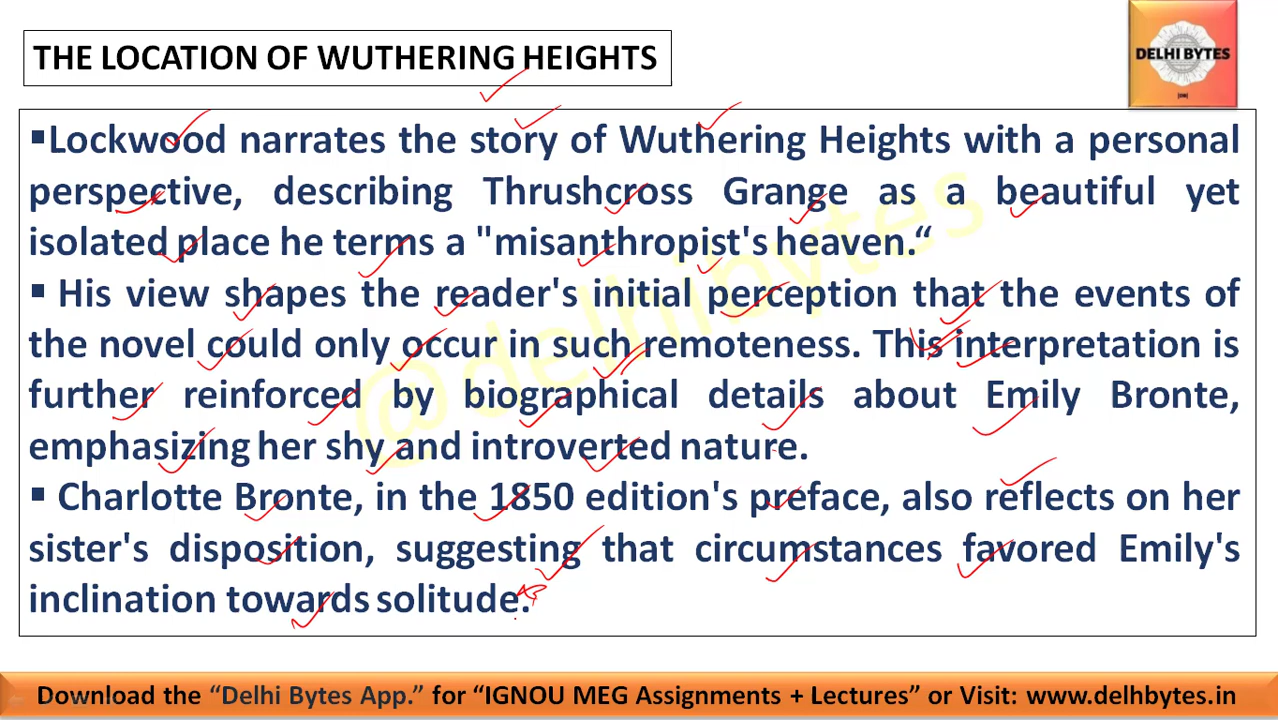 THE LOCATION OF WUTHERING HEIGHTS
DELHI BYTES
▪Lockwood narrates the story of Wuthering Heights with a personal
perspective, describing Thrushcross Grange as a beautiful yet
isolated place he terms a "misanthropist's heaven.“
▪ His view shapes the reader's initial perception that the events of
the novel could only occur in such remoteness. This interpretation is
further reinforced by biographical details about Emily Bronte,
emphasizing her shy and introverted nature.
▪ Charlotte Bronte, in the 1850 edition's preface, also reflects on her
sister's disposition, suggesting that circumstances favored Emily's
inclination towards solitude.
@delhibytes
Download the “Delhi Bytes App.” for “IGNOU MEG Assignments + Lectures” or Visit: www.delhbytes.in